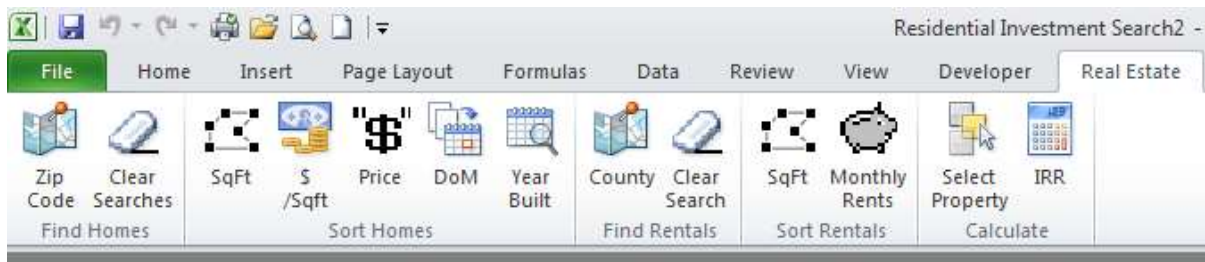 Residential Investment Search2 -
File Home Insert Page Layout Formulas Data Review View Developer Real Estate
"$"
Zip Clear SqFt $ Price DoM Year County Clear SqFt Monthly Select IRR
Code Searches /Sqft Built Search Rents Property
Find Homes Sort Homes Find Rentals Sort Rentals Calculate